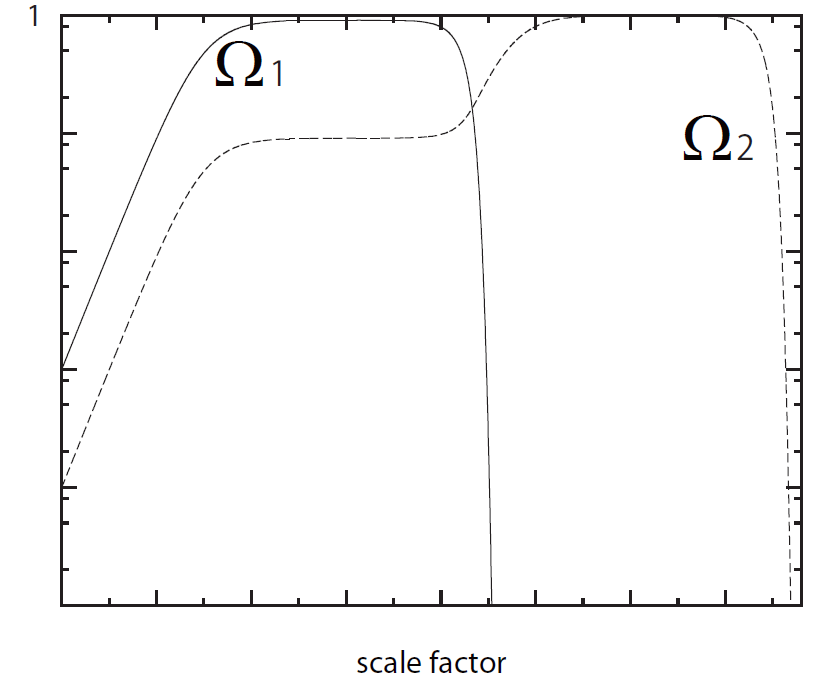 1
Ω1
Ω2
scale factor